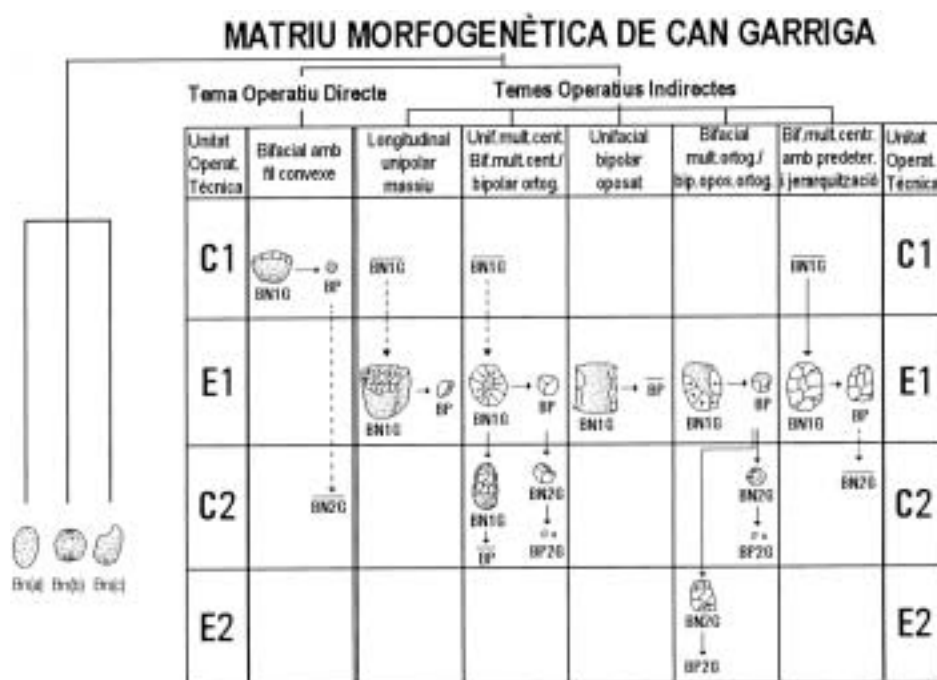 MATRIU MORFOGENÈTICA DE CAN GARRIGA
Tema Operatiu Directe
Temes Operatius Indirectes
Unitat
Operat.
Técnica
Bifacial amb
fil convexe
Longitudinal
unipolar
massiu
Unif.mult.cent.
Bif.mult.cent./
bipolar ortog.
Unifacial
bipolar
oposat
Bifacial
mult.ortog./
bip.opos.ortog.
Bif.mult.centr.
amb predeter.
i jerarquització
Unitat
Operat.
Técnica
C1
BN1G
BP
BN1G
BN1G
BN1G
C1
E1
BN1G
BP
BN1G
BP
BN1G
BP
BN1G
BP
BN1G
BP
E1
C2
BN2G
BN1G
BP
BN2G
BP2G
BN2G
BP2G
BN2G
C2
E2
BN2G
BP2G
E2
Bn(a) Bn(b) Bn(c)